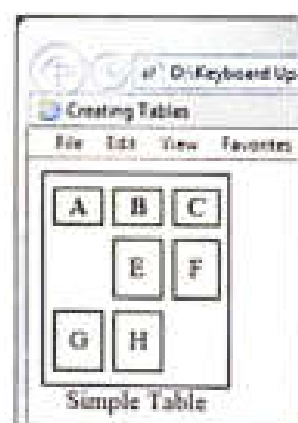 D:\Keyboard Up
Creating Tables
File Edit View Favorites
A B C
E F
G H
Simple Table